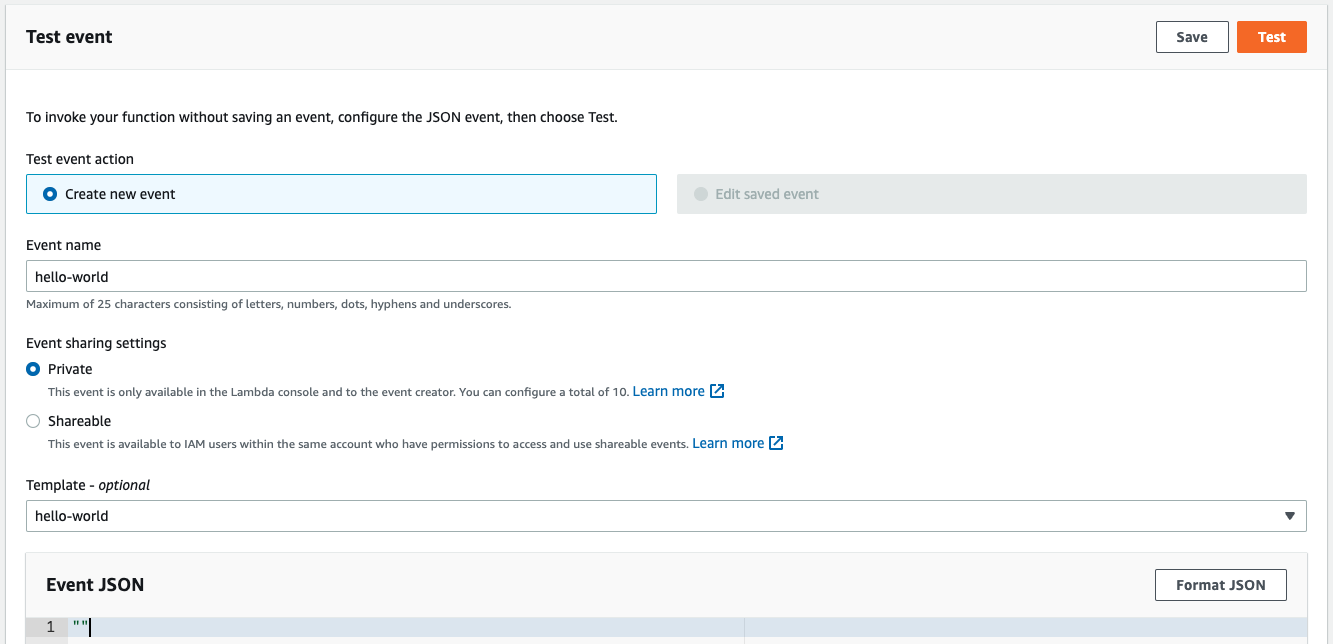 Test event
Save
Test
To invoke your function without saving an event, configure the JSON event, then choose Test.
Test event action
Create new event
Edit saved event
Event name
hello-world
Maximum of 25 characters consisting of letters, numbers, dots, hyphens and underscores.
Event sharing settings
Private
This event is only available in the Lambda console and to the event creator. You can configure a total of 10. Learn more
Shareable
This event is available to IAM users within the same account who have permissions to access and use shareable events. Learn more
Template - optional
hello-world
Event JSON
Format JSON
1 ""